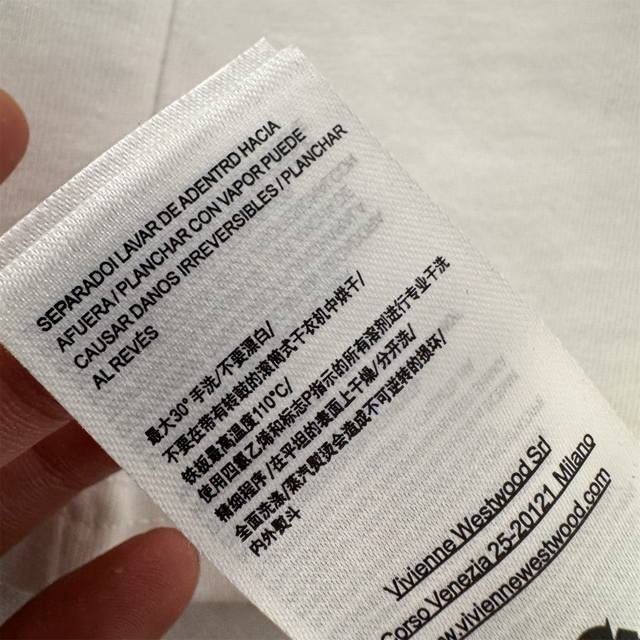 SEPARADO/ LAVAR DE ADENTRO HACIA
AFUERA / PLANCHAR CON VAPOR PUEDE
CAUSAR DANOS IRREVERSIBLES / PLANCHAR
AL REVÉS
最大30° 手洗/不要漂白/
不要在带有转载的滚筒式干衣机中烘干/
铁板最高温度110°C/
使用四氯乙烯和标志P指示的所有溶剂进行专业干洗
精细程序/在平坦的表面上干燥/分开洗/
全面洗涤/蒸汽熨烫会造成不可逆转的损坏/
内外熨斗
Vivienne Westwood Srl
Corso Venezia 25-20121 Milano
www.viviennewestwood.com